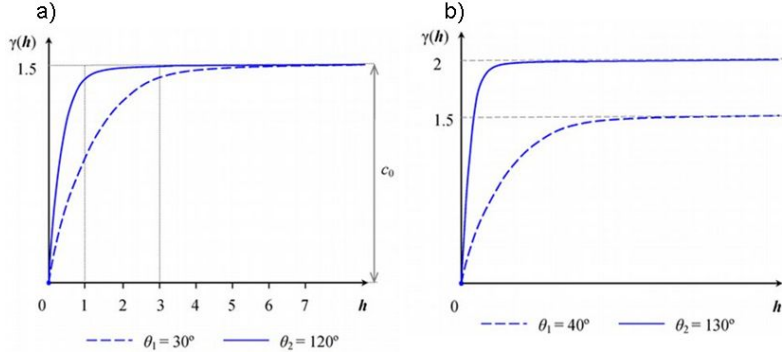 a)
γ(h)
1.5
c₀
0 1 2 3 4 5 6 7 h
θ₁ = 30º θ₂ = 120º
b)
γ(h)
2
1.5
0 h
θ₁ = 40º θ₂ = 130º